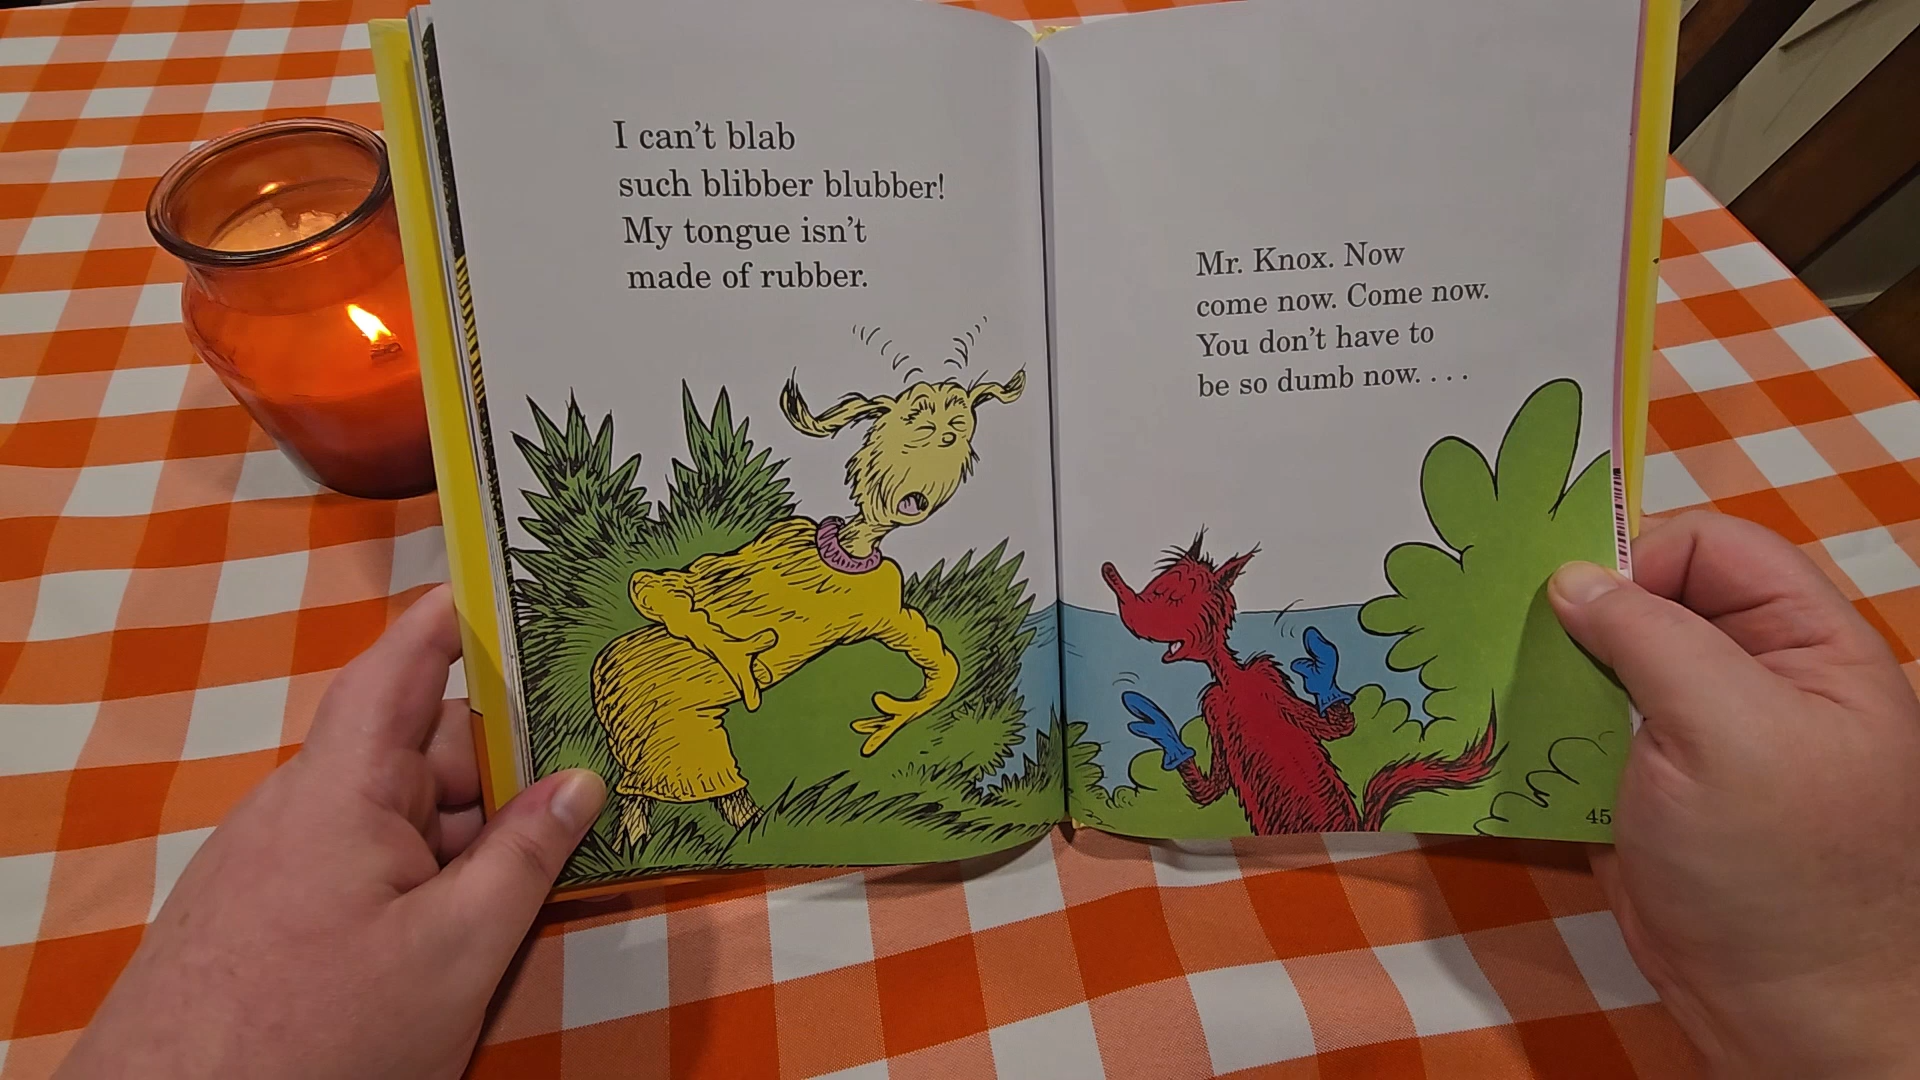 I can't blab
such blibber blubber!
My tongue isn't
made of rubber.
Mr. Knox. Now
come now. Come now.
You don't have to
be so dumb now. . . .
45